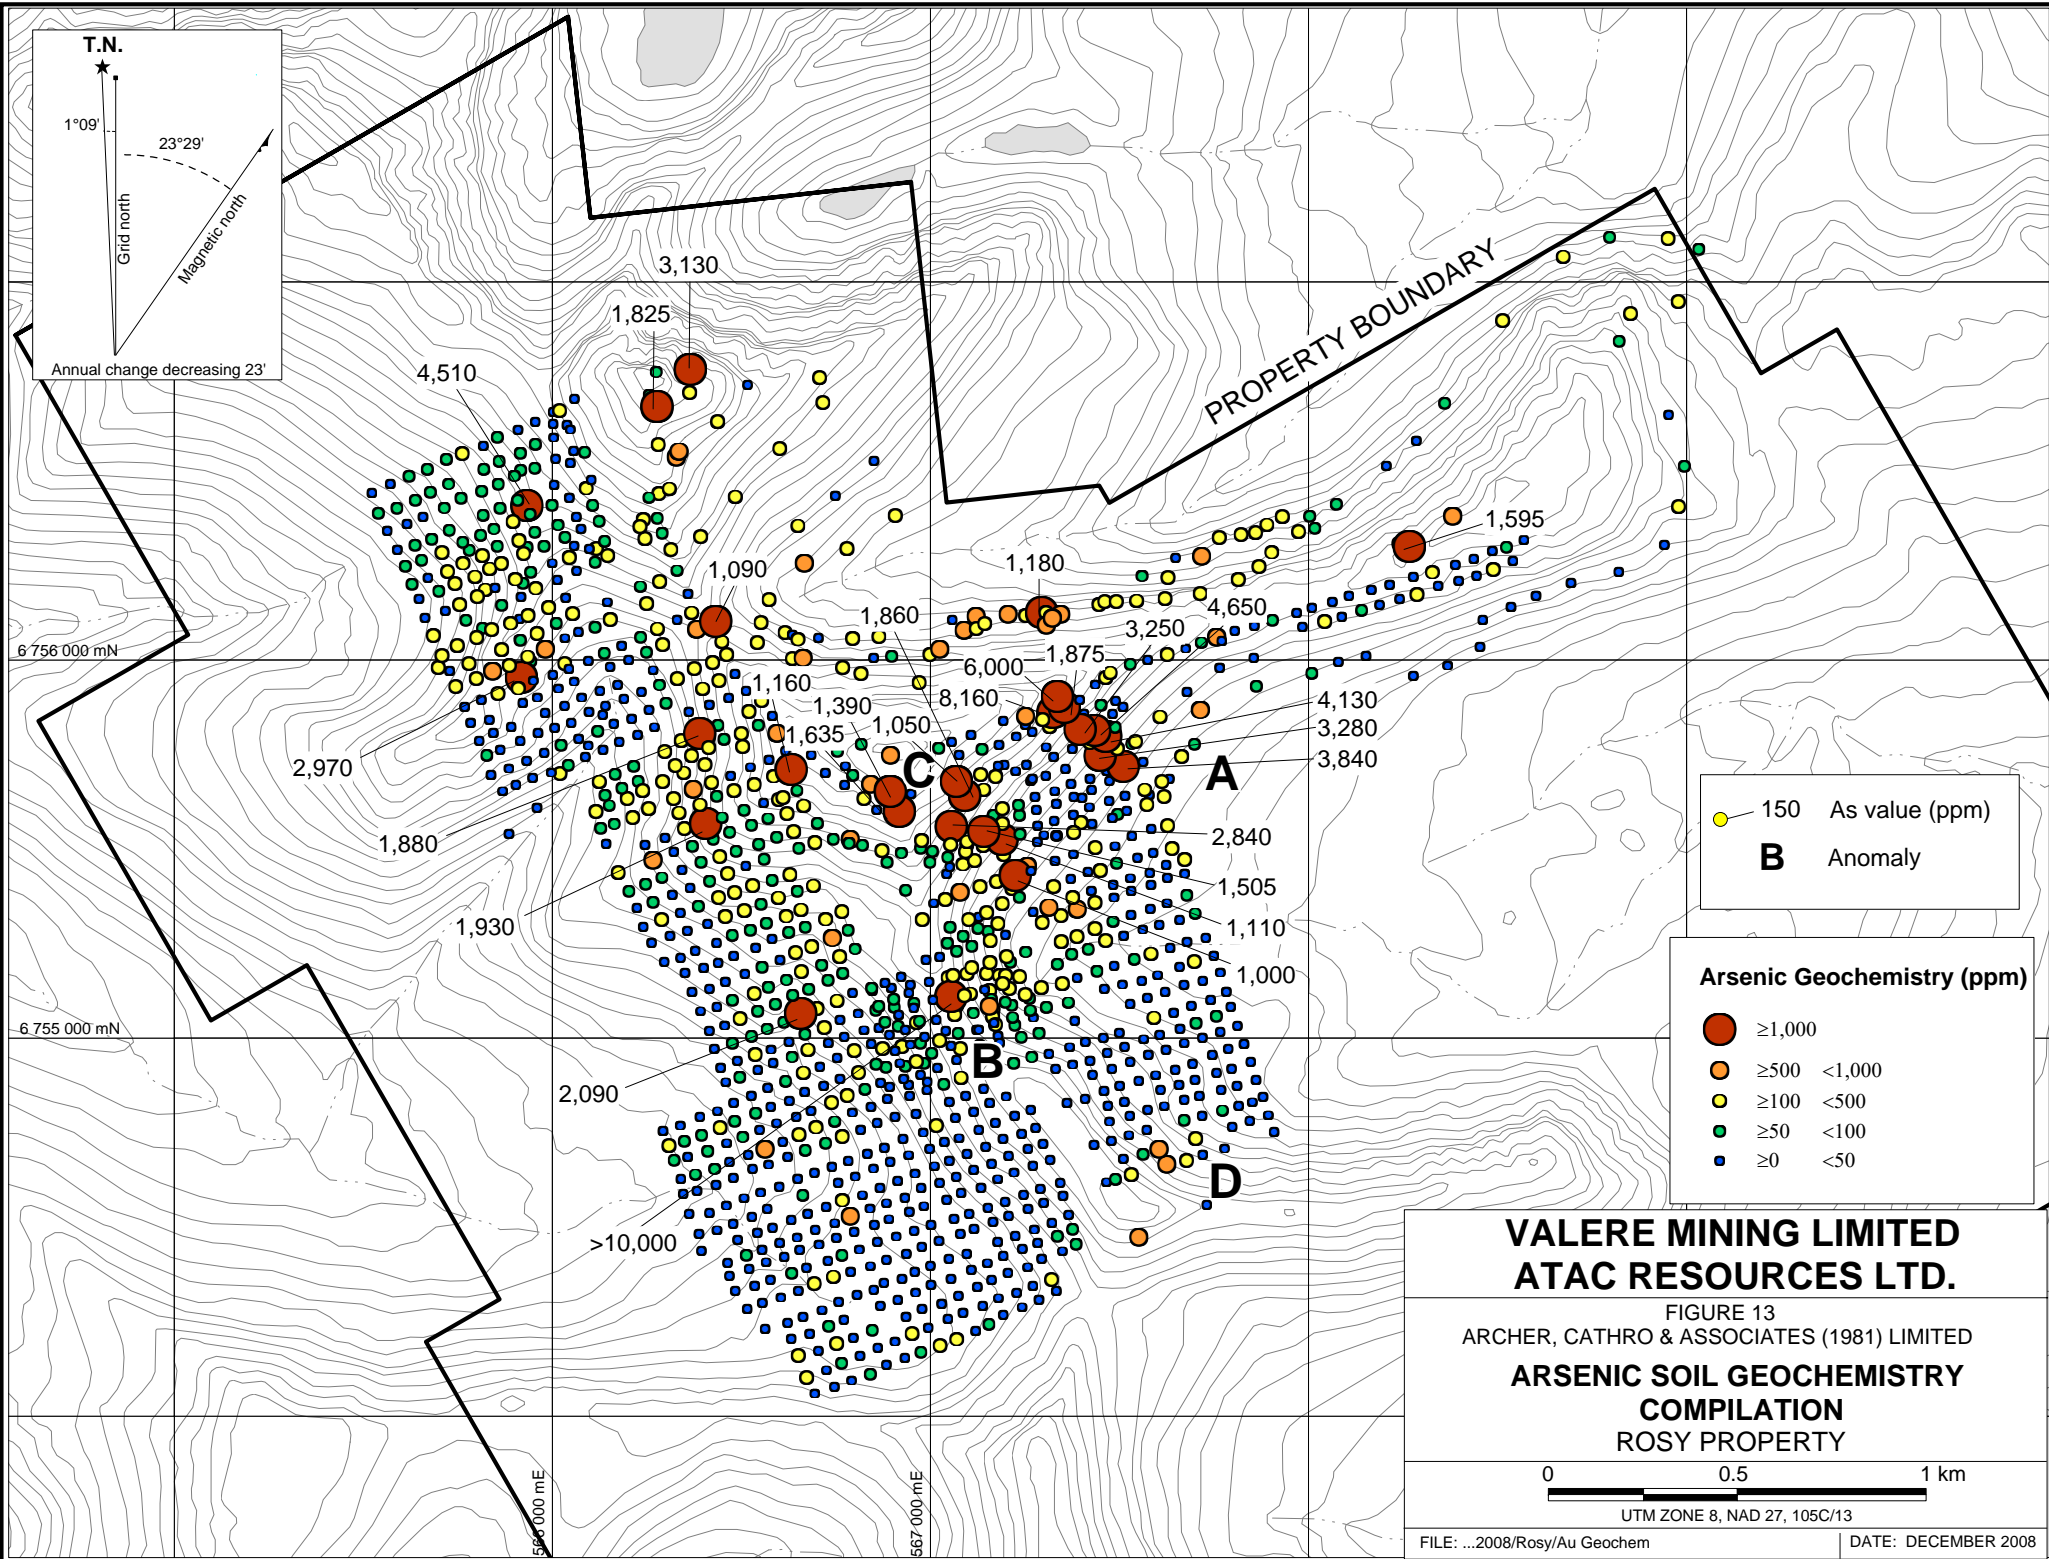 T.N.
1°09'
23°29'
Grid north
Magnetic north
Annual change decreasing 23'
3,130
1,825
4,510
PROPERTY BOUNDARY
1,595
1,180
1,090
1,860
4,650
3,250
1,875
6,000
6 756 000 mN
1,160
8,160
4,130
1,390
1,050
3,280
1,635
3,840
2,970
C
A
150 As value (ppm)
B Anomaly
1,880
2,840
1,505
1,930
1,110
1,000
Arsenic Geochemistry (ppm)
≥1,000
≥500 <1,000
≥100 <500
≥50 <100
≥0 <50
6 755 000 mN
B
2,090
D
>10,000
566 000 mE
567 000 mE
VALERE MINING LIMITED
ATAC RESOURCES LTD.
FIGURE 13
ARCHER, CATHRO & ASSOCIATES (1981) LIMITED
ARSENIC SOIL GEOCHEMISTRY
COMPILATION
ROSY PROPERTY
0 0.5 1 km
UTM ZONE 8, NAD 27, 105C/13
FILE: ...2008/Rosy/Au Geochem
DATE: DECEMBER 2008